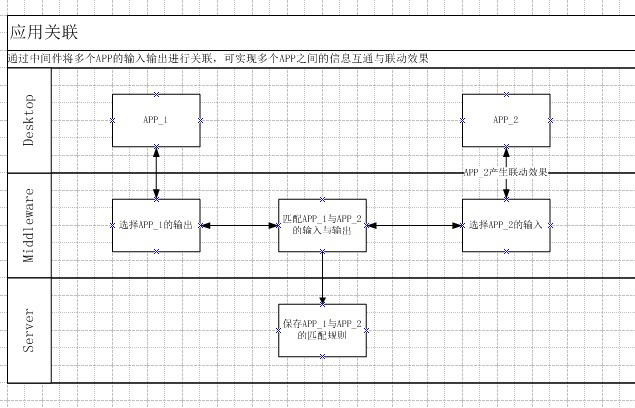 应用关联
通过中间件将多个APP的输入输出进行关联，可实现多个APP之间的信息互通与联动效果
Desktop
APP_1
APP_2
APP_2产生联动效果
Middleware
选择APP_1的输出
匹配APP_1与APP_2
的输入与输出
选择APP_2的输入
Server
保存APP_1与APP_2
的匹配规则